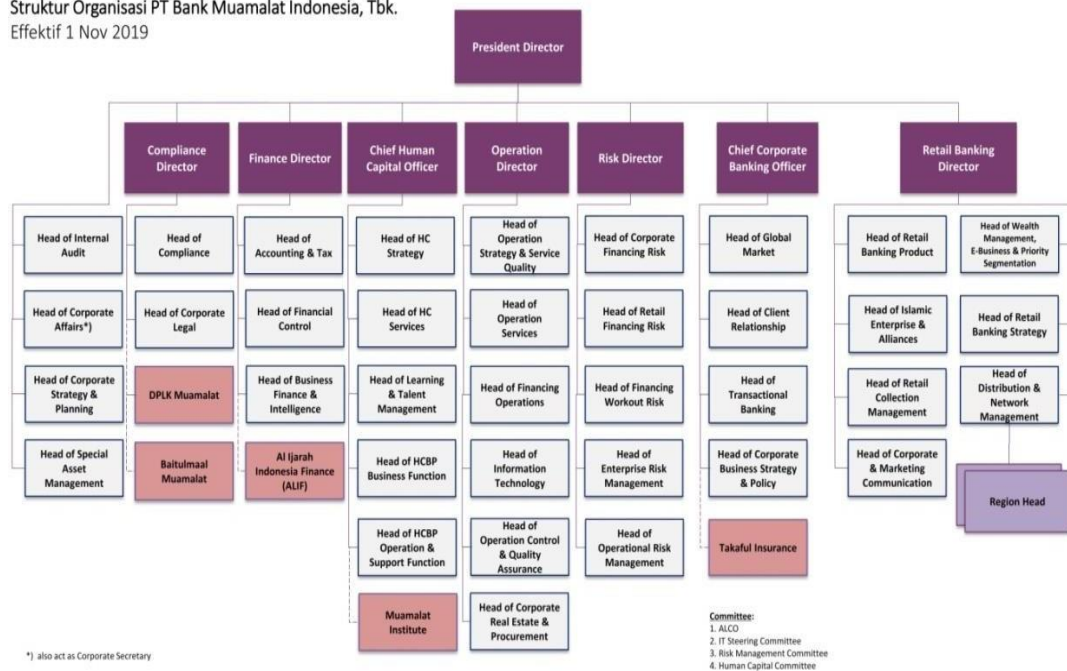 Struktur Organisasi PT Bank Muamalat Indonesia, Tbk.
Effektif 1 Nov 2019
President Director
Compliance
Director
Finance Director
Chief Human
Capital Officer
Operation
Director
Risk Director
Chief Corporate
Banking Officer
Retail Banking
Director
Head of Internal
Audit
Head of Corporate
Affairs*)
Head of Corporate
Strategy &
Planning
Head of Special
Asset
Management
Head of
Compliance
Head of Corporate
Legal
DPLK Muamalat
Baitulmaal
Muamalat
Head of
Accounting & Tax
Head of Financial
Control
Head of Business
Finance &
Intelligence
Al Ijarah
Indonesia Finance
(ALIF)
Head of HC
Strategy
Head of HC
Services
Head of Learning
& Talent
Management
Head of HCBP
Business Function
Head of HCBP
Operation &
Support Function
Muamalat
Institute
Head of
Operation
Strategy & Service
Quality
Head of
Operation
Services
Head of Financing
Operations
Head of
Information
Technology
Head of
Operation Control
& Quality
Assurance
Head of Corporate
Real Estate &
Procurement
Head of Corporate
Financing Risk
Head of Retail
Financing Risk
Head of Financing
Workout Risk
Head of
Enterprise Risk
Management
Head of
Operational Risk
Management
Head of Global
Market
Head of Client
Relationship
Head of
Transactional
Banking
Head of Corporate
Business Strategy
& Policy
Takaful Insurance
Head of Retail
Banking Product
Head of Islamic
Enterprise &
Alliances
Head of Retail
Collection
Management
Head of Corporate
& Marketing
Communication
Head of Wealth
Management,
E-Business & Priority
Segmentation
Head of Retail
Banking Strategy
Head of
Distribution &
Network
Management
Region Head
*) also act as Corporate Secretary
Committee:
1. ALCO
2. IT Steering Committee
3. Risk Management Committee
4. Human Capital Committee